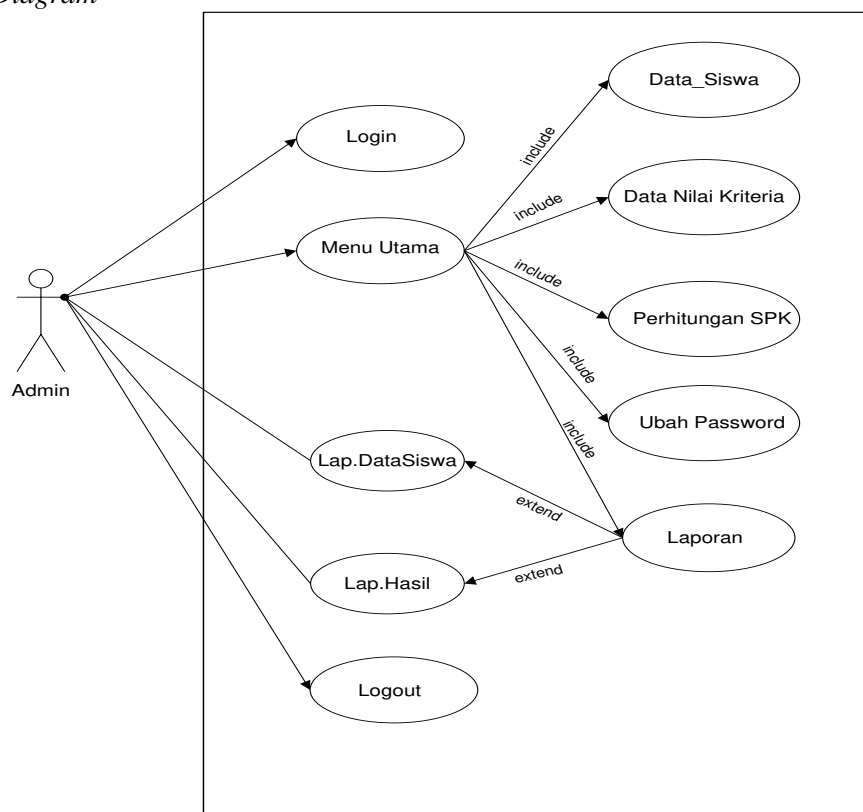 Diagram
Data_Siswa
Login
include
Data Nilai Kriteria
include
Menu Utama
include
Perhitungan SPK
Admin
include
Ubah Password
include
Lap.DataSiswa
extend
Laporan
extend
Lap.Hasil
Logout